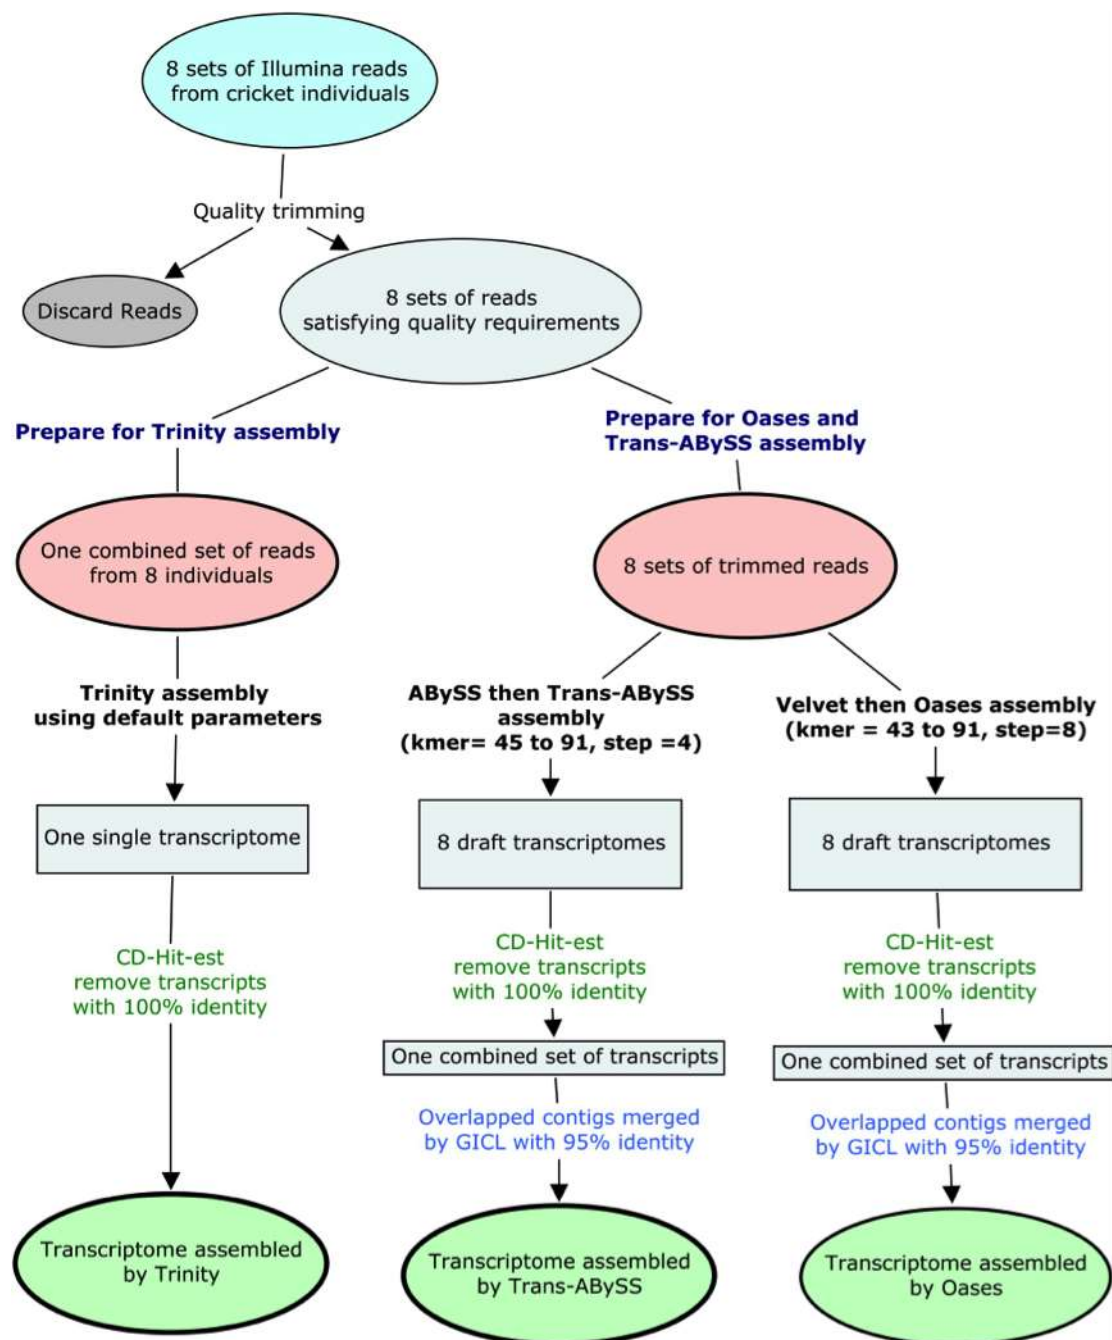 8 sets of Illumina reads
from cricket individuals
Quality trimming
Discard Reads
8 sets of reads
satisfying quality requirements
Prepare for Trinity assembly
Prepare for Oases and
Trans-ABySS assembly
One combined set of reads
from 8 individuals
8 sets of trimmed reads
Trinity assembly
using default parameters
ABySS then Trans-ABySS
assembly
(kmer= 45 to 91, step =4)
Velvet then Oases assembly
(kmer = 43 to 91, step=8)
One single transcriptome
8 draft transcriptomes
8 draft transcriptomes
CD-Hit-est
remove transcripts
with 100% identity
CD-Hit-est
remove transcripts
with 100% identity
CD-Hit-est
remove transcripts
with 100% identity
One combined set of transcripts
One combined set of transcripts
Overlapped contigs merged
by GICL with 95% identity
Overlapped contigs merged
by GICL with 95% identity
Transcriptome assembled
by Trinity
Transcriptome assembled
by Trans-ABySS
Transcriptome assembled
by Oases